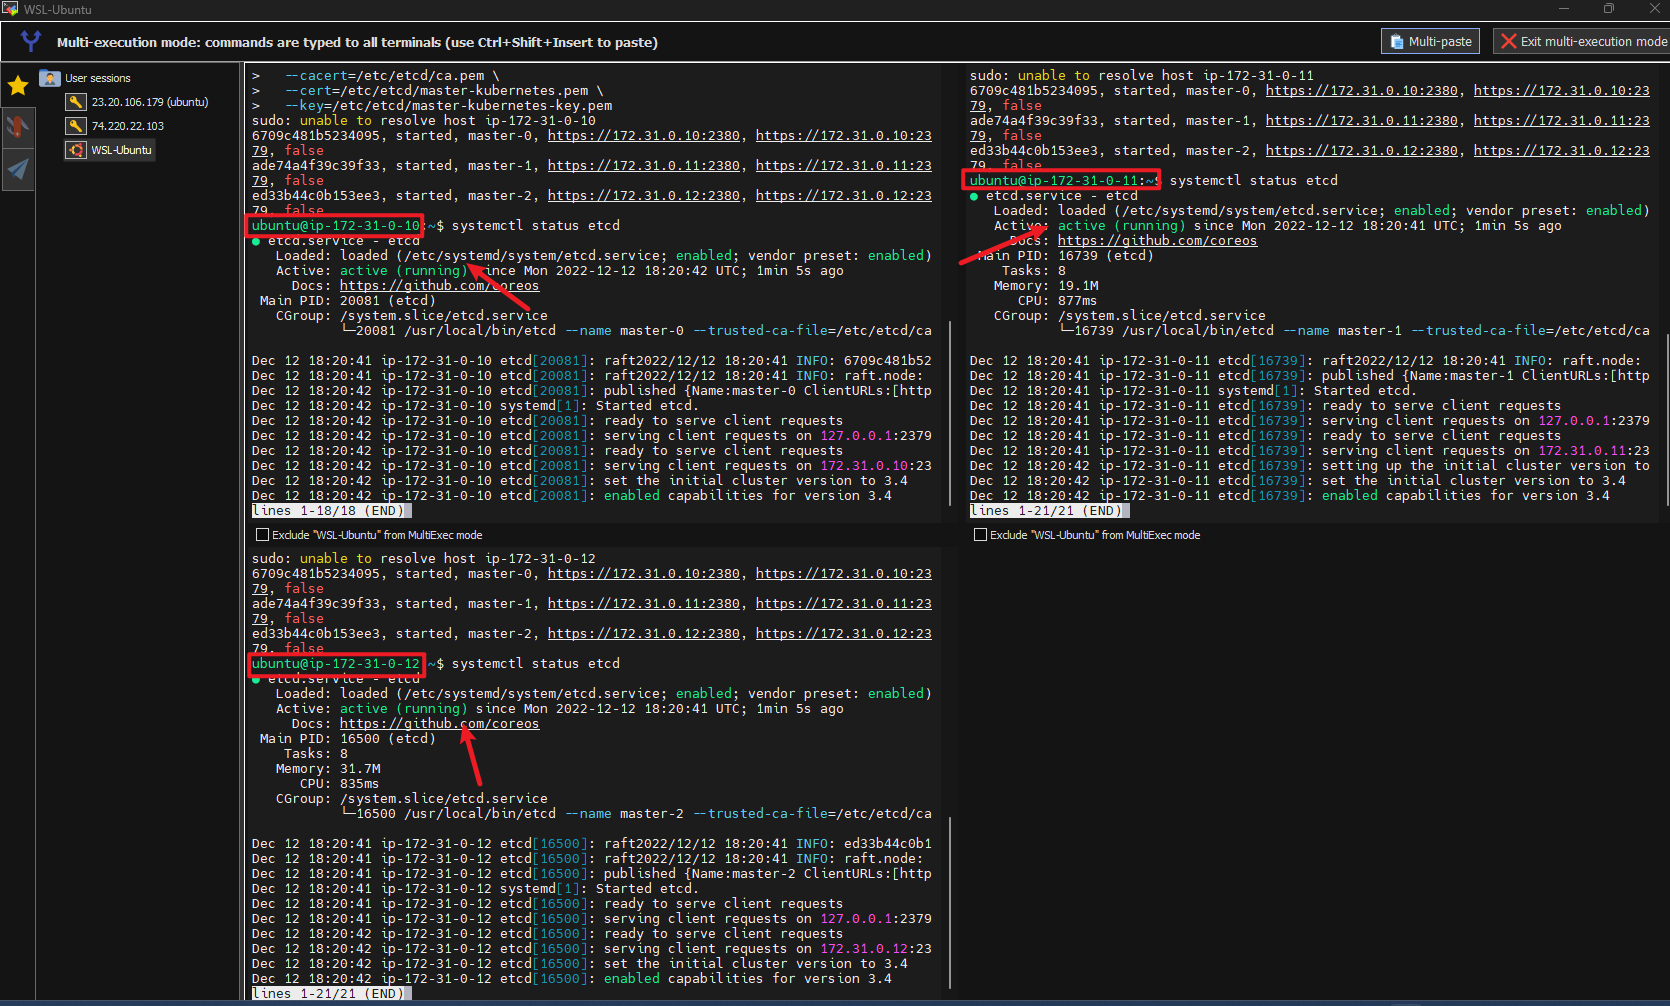 WSL-Ubuntu
Multi-execution mode: commands are typed to all terminals (use Ctrl+Shift+Insert to paste)
Multi-paste
Exit multi-execution mode
User sessions
23.20.106.179 (ubuntu)
74.220.22.103
WSL-Ubuntu
>   --cacert=/etc/etcd/ca.pem \
>   --cert=/etc/etcd/master-kubernetes.pem \
>   --key=/etc/etcd/master-kubernetes-key.pem
sudo: unable to resolve host ip-172-31-0-10
6709c481b5234095, started, master-0, https://172.31.0.10:2380, https://172.31.0.10:23
79, false
ade74a4f39c39f33, started, master-1, https://172.31.0.11:2380, https://172.31.0.11:23
79, false
ed33b44c0b153ee3, started, master-2, https://172.31.0.12:2380, https://172.31.0.12:23
79, false
ubuntu@ip-172-31-0-10:~$ systemctl status etcd
● etcd.service - etcd
Loaded: loaded (/etc/systemd/system/etcd.service; enabled; vendor preset: enabled)
Active: active (running) since Mon 2022-12-12 18:20:42 UTC; 1min 5s ago
Docs: https://github.com/coreos
Main PID: 20081 (etcd)
CGroup: /system.slice/etcd.service
└─20081 /usr/local/bin/etcd --name master-0 --trusted-ca-file=/etc/etcd/ca
Dec 12 18:20:41 ip-172-31-0-10 etcd[20081]: raft2022/12/12 18:20:41 INFO: 6709c481b52
Dec 12 18:20:41 ip-172-31-0-10 etcd[20081]: raft2022/12/12 18:20:41 INFO: raft.node:
Dec 12 18:20:41 ip-172-31-0-10 etcd[20081]: published {Name:master-0 ClientURLs:[http
Dec 12 18:20:42 ip-172-31-0-10 systemd[1]: Started etcd.
Dec 12 18:20:42 ip-172-31-0-10 etcd[20081]: ready to serve client requests
Dec 12 18:20:42 ip-172-31-0-10 etcd[20081]: serving client requests on 127.0.0.1:2379
Dec 12 18:20:42 ip-172-31-0-10 etcd[20081]: ready to serve client requests
Dec 12 18:20:42 ip-172-31-0-10 etcd[20081]: serving client requests on 172.31.0.10:23
Dec 12 18:20:42 ip-172-31-0-10 etcd[20081]: set the initial cluster version to 3.4
Dec 12 18:20:42 ip-172-31-0-10 etcd[20081]: enabled capabilities for version 3.4
lines 1-18/18 (END)
Exclude "WSL-Ubuntu" from MultiExec mode
sudo: unable to resolve host ip-172-31-0-11
6709c481b5234095, started, master-0, https://172.31.0.10:2380, https://172.31.0.10:23
79, false
ade74a4f39c39f33, started, master-1, https://172.31.0.11:2380, https://172.31.0.11:23
79, false
ed33b44c0b153ee3, started, master-2, https://172.31.0.12:2380, https://172.31.0.12:23
79, false
ubuntu@ip-172-31-0-11:~$ systemctl status etcd
● etcd.service - etcd
Loaded: loaded (/etc/systemd/system/etcd.service; enabled; vendor preset: enabled)
Active: active (running) since Mon 2022-12-12 18:20:41 UTC; 1min 5s ago
Docs: https://github.com/coreos
Main PID: 16739 (etcd)
Tasks: 8
Memory: 19.1M
CPU: 877ms
CGroup: /system.slice/etcd.service
└─16739 /usr/local/bin/etcd --name master-1 --trusted-ca-file=/etc/etcd/ca
Dec 12 18:20:41 ip-172-31-0-11 etcd[16739]: raft2022/12/12 18:20:41 INFO: raft.node:
Dec 12 18:20:41 ip-172-31-0-11 etcd[16739]: published {Name:master-1 ClientURLs:[http
Dec 12 18:20:41 ip-172-31-0-11 systemd[1]: Started etcd.
Dec 12 18:20:41 ip-172-31-0-11 etcd[16739]: ready to serve client requests
Dec 12 18:20:41 ip-172-31-0-11 etcd[16739]: serving client requests on 127.0.0.1:2379
Dec 12 18:20:41 ip-172-31-0-11 etcd[16739]: ready to serve client requests
Dec 12 18:20:41 ip-172-31-0-11 etcd[16739]: serving client requests on 172.31.0.11:23
Dec 12 18:20:42 ip-172-31-0-11 etcd[16739]: setting up the initial cluster version to
Dec 12 18:20:42 ip-172-31-0-11 etcd[16739]: set the initial cluster version to 3.4
Dec 12 18:20:42 ip-172-31-0-11 etcd[16739]: enabled capabilities for version 3.4
lines 1-21/21 (END)
Exclude "WSL-Ubuntu" from MultiExec mode
sudo: unable to resolve host ip-172-31-0-12
6709c481b5234095, started, master-0, https://172.31.0.10:2380, https://172.31.0.10:23
79, false
ade74a4f39c39f33, started, master-1, https://172.31.0.11:2380, https://172.31.0.11:23
79, false
ed33b44c0b153ee3, started, master-2, https://172.31.0.12:2380, https://172.31.0.12:23
79, false
ubuntu@ip-172-31-0-12:~$ systemctl status etcd
● etcd.service - etcd
Loaded: loaded (/etc/systemd/system/etcd.service; enabled; vendor preset: enabled)
Active: active (running) since Mon 2022-12-12 18:20:41 UTC; 1min 5s ago
Docs: https://github.com/coreos
Main PID: 16500 (etcd)
Tasks: 8
Memory: 31.7M
CPU: 835ms
CGroup: /system.slice/etcd.service
└─16500 /usr/local/bin/etcd --name master-2 --trusted-ca-file=/etc/etcd/ca
Dec 12 18:20:41 ip-172-31-0-12 etcd[16500]: raft2022/12/12 18:20:41 INFO: ed33b44c0b1
Dec 12 18:20:41 ip-172-31-0-12 etcd[16500]: raft2022/12/12 18:20:41 INFO: raft.node:
Dec 12 18:20:41 ip-172-31-0-12 etcd[16500]: published {Name:master-2 ClientURLs:[http
Dec 12 18:20:41 ip-172-31-0-12 systemd[1]: Started etcd.
Dec 12 18:20:41 ip-172-31-0-12 etcd[16500]: ready to serve client requests
Dec 12 18:20:41 ip-172-31-0-12 etcd[16500]: serving client requests on 127.0.0.1:2379
Dec 12 18:20:42 ip-172-31-0-12 etcd[16500]: ready to serve client requests
Dec 12 18:20:42 ip-172-31-0-12 etcd[16500]: serving client requests on 172.31.0.12:23
Dec 12 18:20:42 ip-172-31-0-12 etcd[16500]: set the initial cluster version to 3.4
Dec 12 18:20:42 ip-172-31-0-12 etcd[16500]: enabled capabilities for version 3.4
lines 1-21/21 (END)